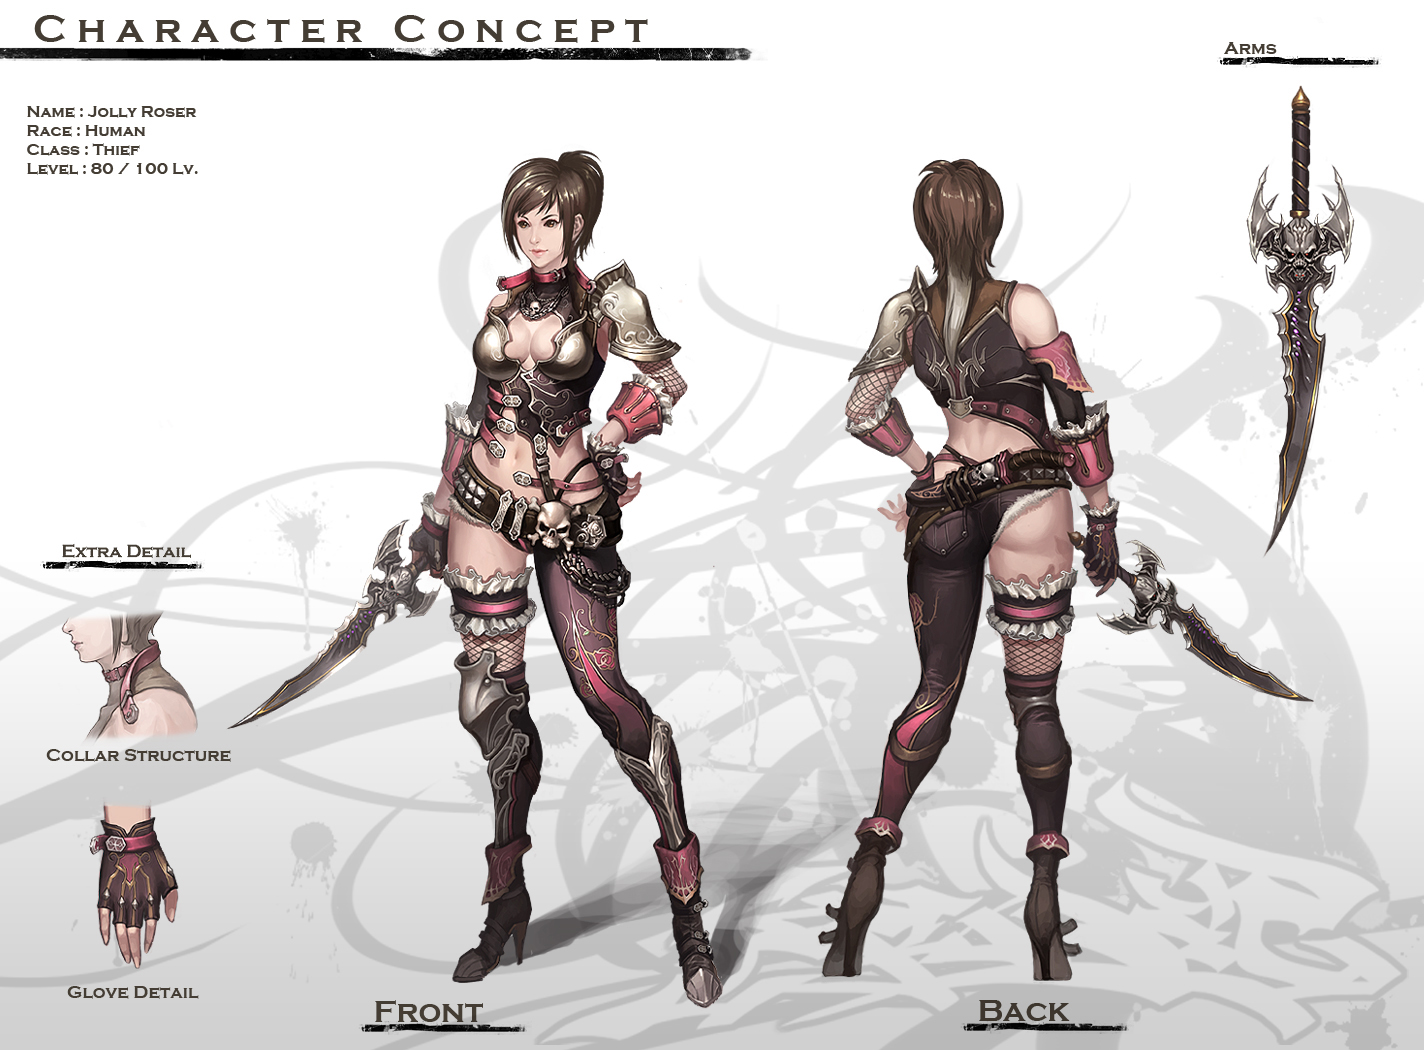 Character Concept
Arms
Name : Jolly Roser
Race : Human
Class : Thief
Level : 80 / 100 Lv.
Extra Detail
Collar Structure
Glove Detail
Front
Back